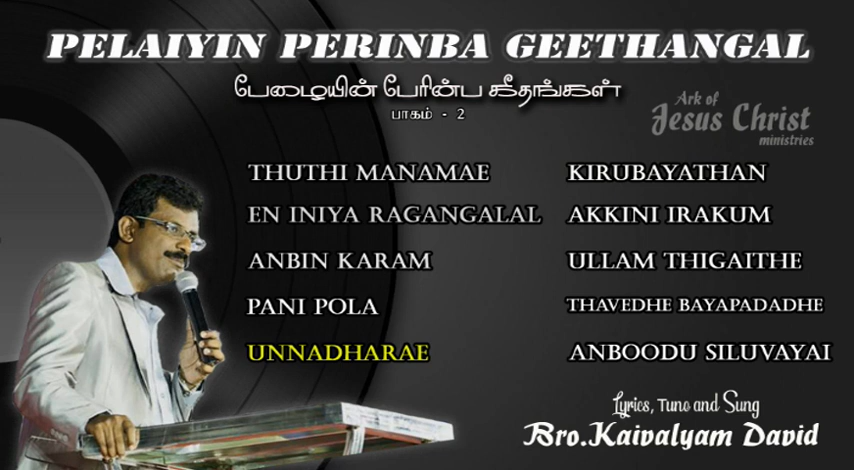 PELAIYIN PERINBA GEETHANGAL
பேழையின் பேரின்ப கீதங்கள்
பாகம் - 2
Ark of
Jesus Christ
ministries
THUTHI MANAMAE
EN INIYA RAGANGALAL
ANBIN KARAM
PANI POLA
UNNADHARAE
KIRUBAYATHAN
AKKINI IRAKUM
ULLAM THIGAITHE
THAVEDHE BAYAPADADHE
ANBOODU SILUVAYAI
Lyrics, Tune and Sung
Bro.Kaivalyam David